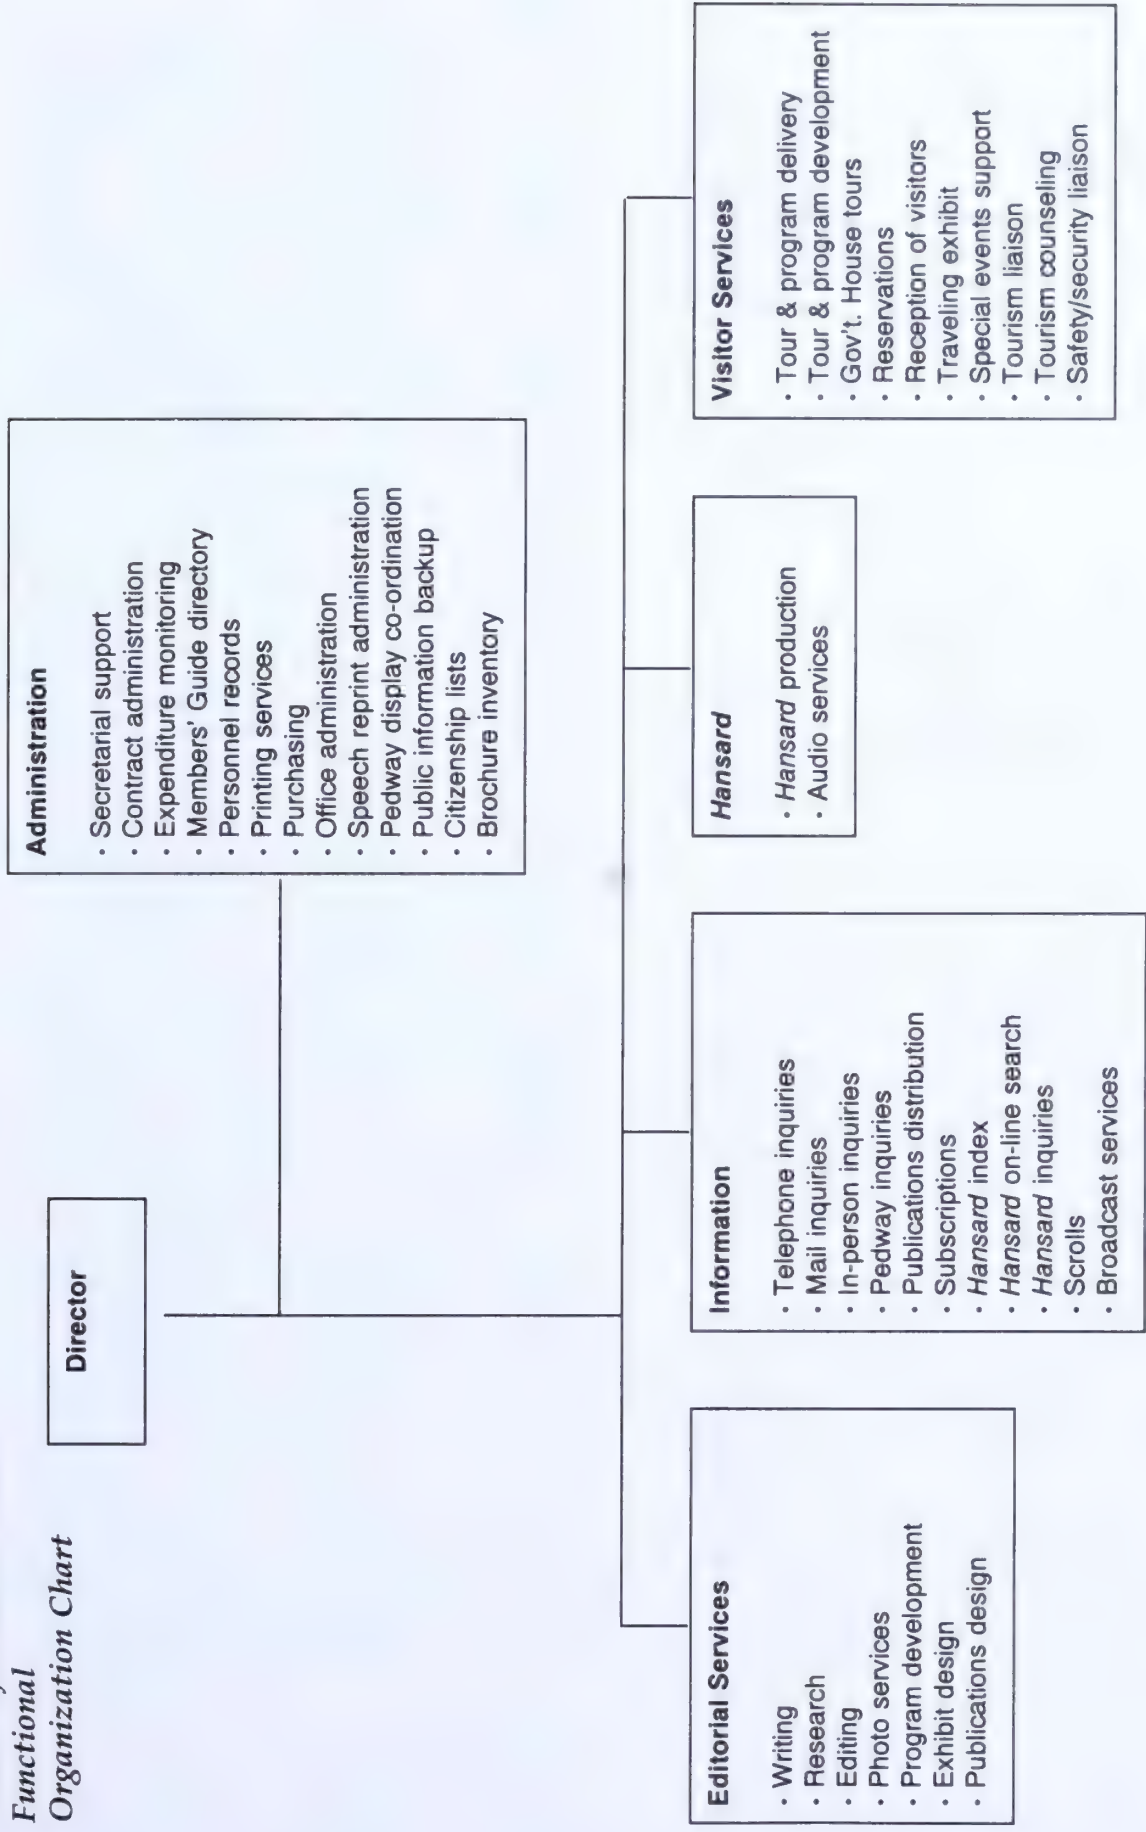 Functional
Organization Chart
Director
Administration
· Secretarial support
· Contract administration
· Expenditure monitoring
· Members' Guide directory
· Personnel records
· Printing services
· Purchasing
· Office administration
· Speech reprint administration
· Pedway display co-ordination
· Public information backup
· Citizenship lists
· Brochure inventory
Editorial Services
· Writing
· Research
· Editing
· Photo services
· Program development
· Exhibit design
· Publications design
Information
· Telephone inquiries
· Mail inquiries
· In-person inquiries
· Pedway inquiries
· Publications distribution
· Subscriptions
· Hansard index
· Hansard on-line search
· Hansard inquiries
· Scrolls
· Broadcast services
Hansard
· Hansard production
· Audio services
Visitor Services
· Tour & program delivery
· Tour & program development
· Gov't. House tours
· Reservations
· Reception of visitors
· Traveling exhibit
· Special events support
· Tourism liaison
· Tourism counseling
· Safety/security liaison